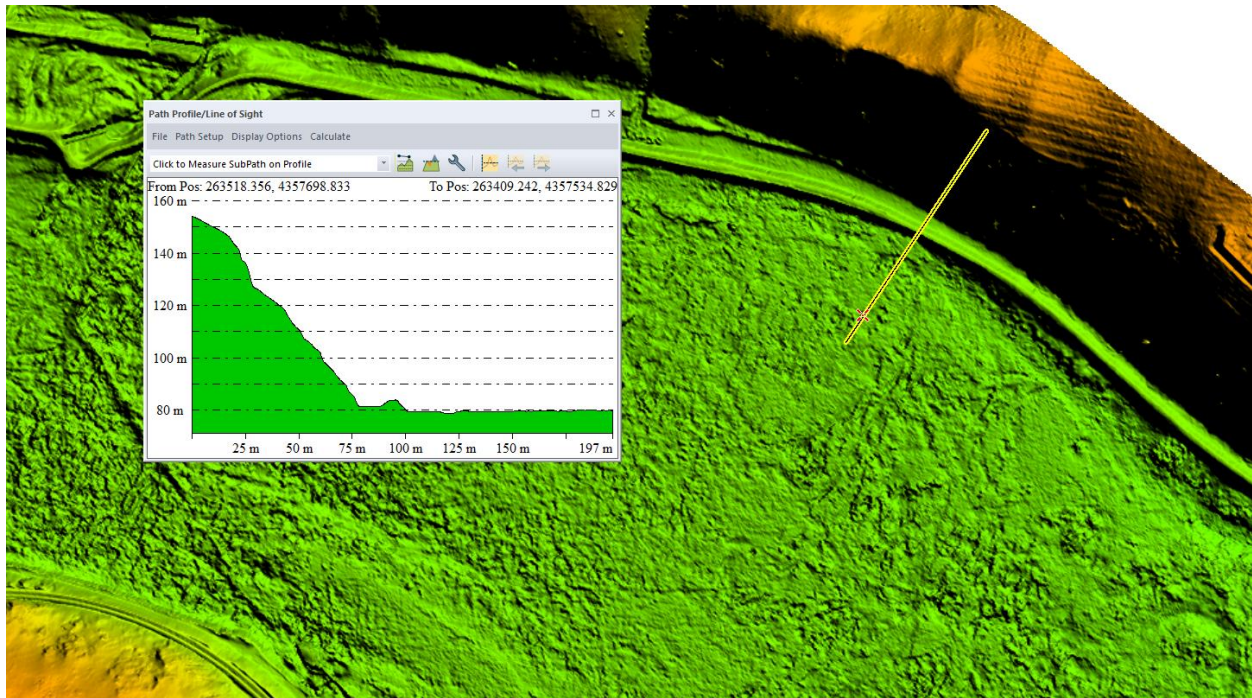 Path Profile/Line of Sight
File Path Setup Display Options Calculate
Click to Measure SubPath on Profile
From Pos: 263518.356, 4357698.833 To Pos: 263409.242, 4357534.829
160 m
140 m
120 m
100 m
80 m
25 m 50 m 75 m 100 m 125 m 150 m 197 m